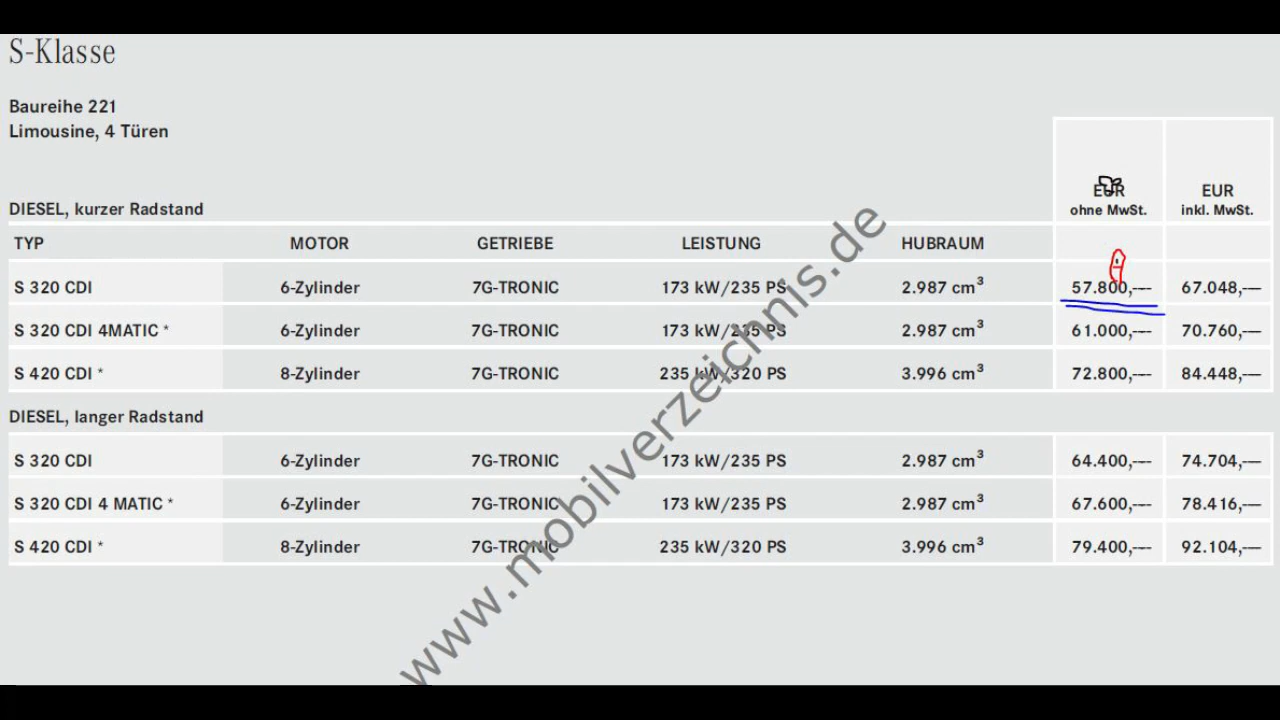 S-Klasse
Baureihe 221
Limousine, 4 Türen
EUR EUR
DIESEL, kurzer Radstand ohne MwSt. inkl. MwSt.
TYP MOTOR GETRIEBE LEISTUNG HUBRAUM
S 320 CDI 6-Zylinder 7G-TRONIC 173 kW/235 PS 2.987 cm³ 57.800,— 67.048,—
S 320 CDI 4MATIC * 6-Zylinder 7G-TRONIC 173 kW/235 PS 2.987 cm³ 61.000,— 70.760,—
S 420 CDI * 8-Zylinder 7G-TRONIC 235 kW/320 PS 3.996 cm³ 72.800,— 84.448,—
DIESEL, langer Radstand
S 320 CDI 6-Zylinder 7G-TRONIC 173 kW/235 PS 2.987 cm³ 64.400,— 74.704,—
S 320 CDI 4 MATIC * 6-Zylinder 7G-TRONIC 173 kW/235 PS 2.987 cm³ 67.600,— 78.416,—
S 420 CDI * 8-Zylinder 7G-TRONIC 235 kW/320 PS 3.996 cm³ 79.400,— 92.104,—
www.mobilverzeichnis.de